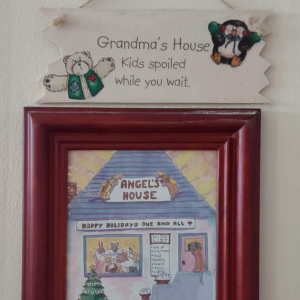 Grandma's House
Kids spoiled
while you wait.
ANGEL'S
HOUSE
HAPPY HOLIDAYS ONE AND ALL